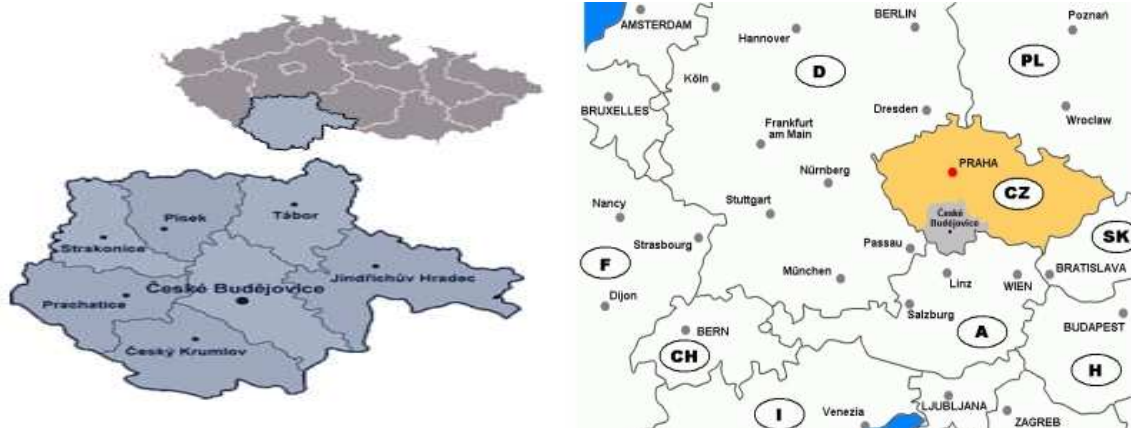 Písek
Tábor
Strakonice
Jindřichův Hradec
České Budějovice
Prachatice
Český Krumlov
AMSTERDAM
BERLIN
Poznań
Hannover
D
PL
Köln
BRUXELLES
Dresden
Wroclaw
Frankfurt
am Main
PRAHA
Nürnberg
CZ
Nancy
Stuttgart
České
Budějovice
SK
Strasbourg
Passau
F
München
Linz
WIEN
BRATISLAVA
Dijon
Salzburg
BERN
A
BUDAPEST
CH
H
I
Venezia
LJUBLJANA
ZAGREB